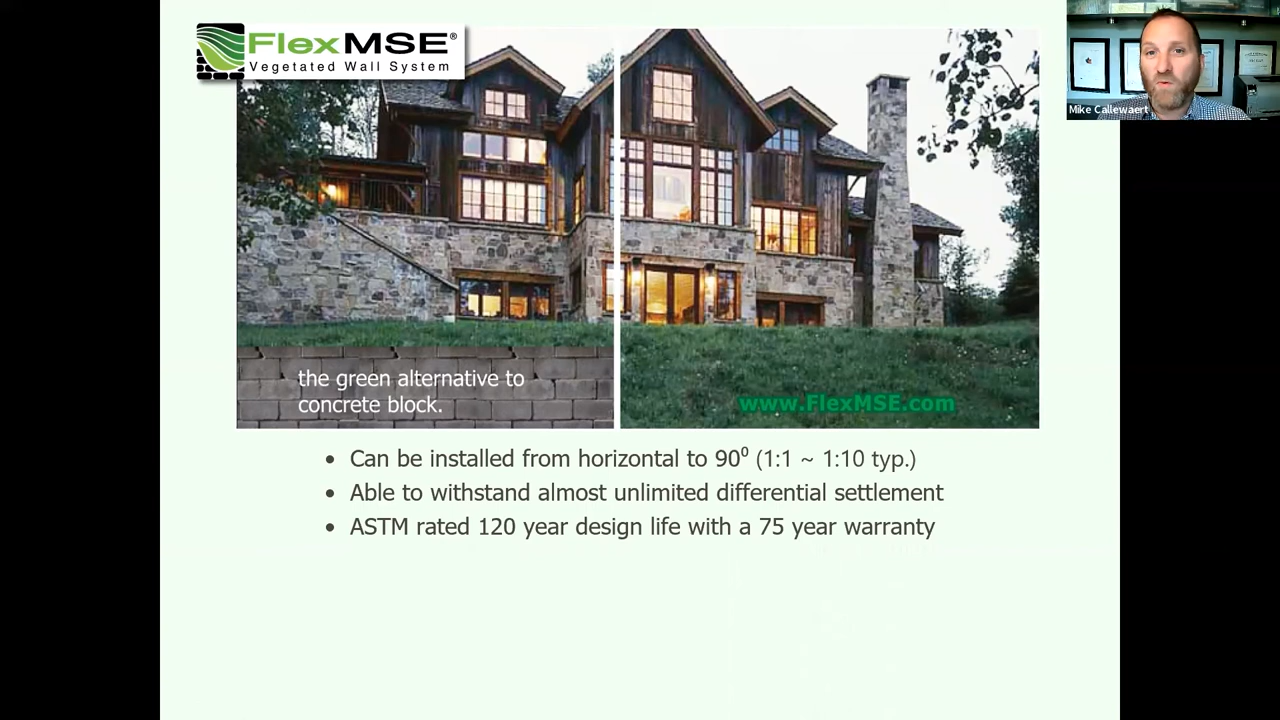 FlexMSE®
Vegetated Wall System
Mike Callewaert
the green alternative to
concrete block.
www.FlexMSE.com
• Can be installed from horizontal to 90⁰ (1:1 ~ 1:10 typ.)
• Able to withstand almost unlimited differential settlement
• ASTM rated 120 year design life with a 75 year warranty